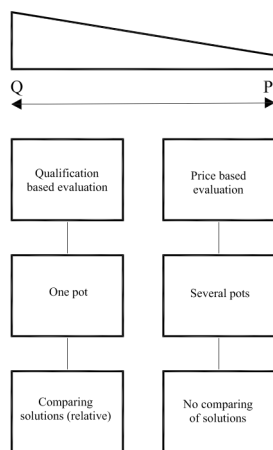 Q P
Qualification
based evaluation
Price based
evaluation
One pot
Several pots
Comparing
solutions (relative)
No comparing
of solutions